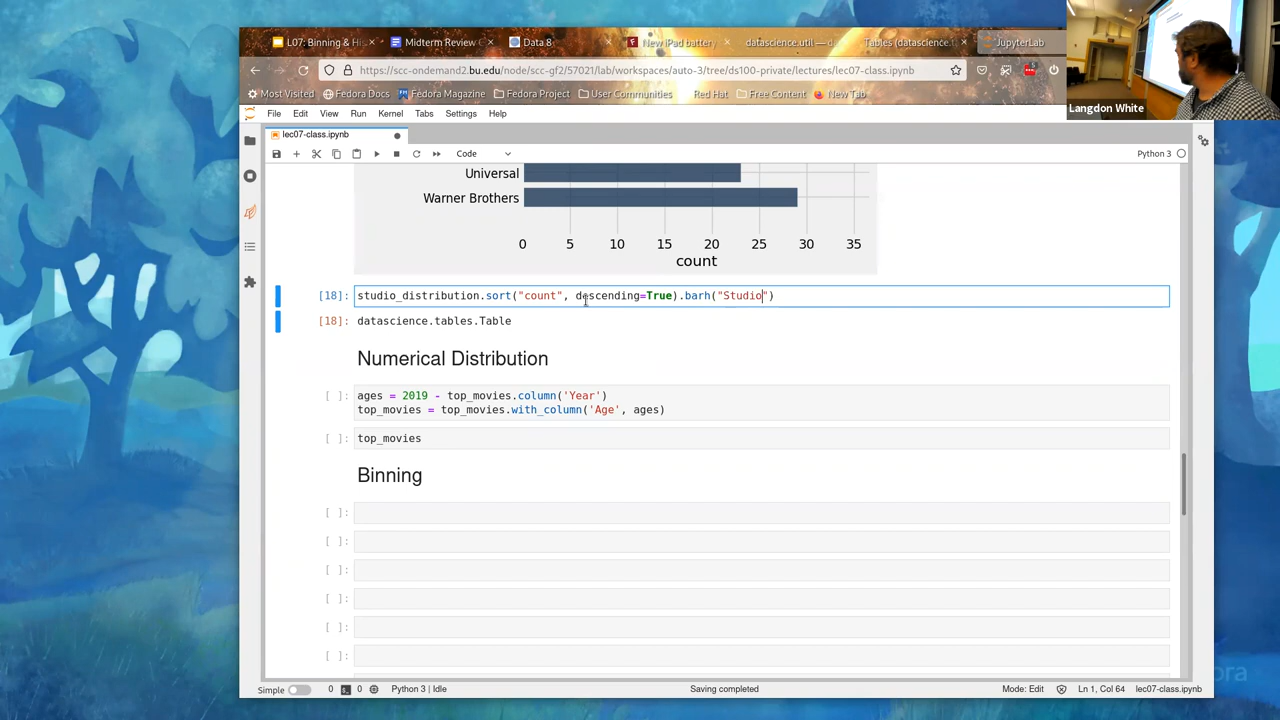 L07: Binning & Hi
Midterm Review
Data 8
New iPad battery
datascience.util —
Tables (datascience.
JupyterLab
https://scc-ondemand2.bu.edu/node/scc-gf2/57021/lab/workspaces/auto-3/tree/ds100-private/lectures/lec07-class.ipynb
Most Visited
Fedora Docs
Fedora Magazine
Fedora Project
User Communities
Red Hat
Free Content
New Tab
Langdon White
File Edit View Run Kernel Tabs Settings Help
lec07-class.ipynb
Code
Python 3
Universal
Warner Brothers
0 5 10 15 20 25 30 35
count
[18]: studio_distribution.sort("count", descending=True).barh("Studio")
[18]: datascience.tables.Table
Numerical Distribution
[ ]: ages = 2019 - top_movies.column('Year')
top_movies = top_movies.with_column('Age', ages)
[ ]: top_movies
Binning
[ ]:
[ ]:
[ ]:
[ ]:
[ ]:
[ ]:
Simple 0 0 Python 3 | Idle Saving completed Mode: Edit Ln 1, Col 64 lec07-class.ipynb